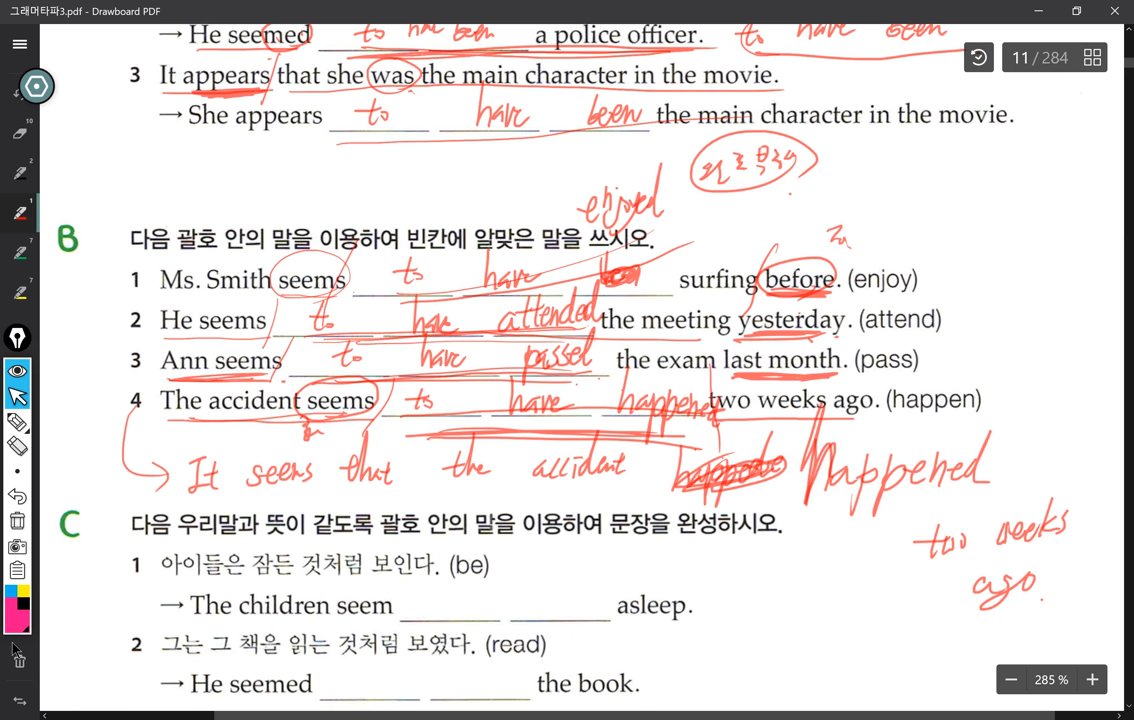 그래머타파3.pdf - Drawboard PDF
→ He seemed to have been a police officer. to have been
11 / 284
3 It appears that she was the main character in the movie.
→ She appears to have been the main character in the movie.
enjoyed
B 다음 괄호 안의 말을 이용하여 빈칸에 알맞은 말을 쓰시오.
1 Ms. Smith seems to have surfing before. (enjoy)
2 He seems to have attended the meeting yesterday. (attend)
3 Ann seems to have passed the exam last month. (pass)
4 The accident seems to have happened two weeks ago. (happen)
It seems that the accident happened
two weeks
ago.
C 다음 우리말과 뜻이 같도록 괄호 안의 말을 이용하여 문장을 완성하시오.
1 아이들은 잠든 것처럼 보인다. (be)
→ The children seem asleep.
2 그는 그 책을 읽는 것처럼 보였다. (read)
→ He seemed the book.
285 %
10
2
1
7
7